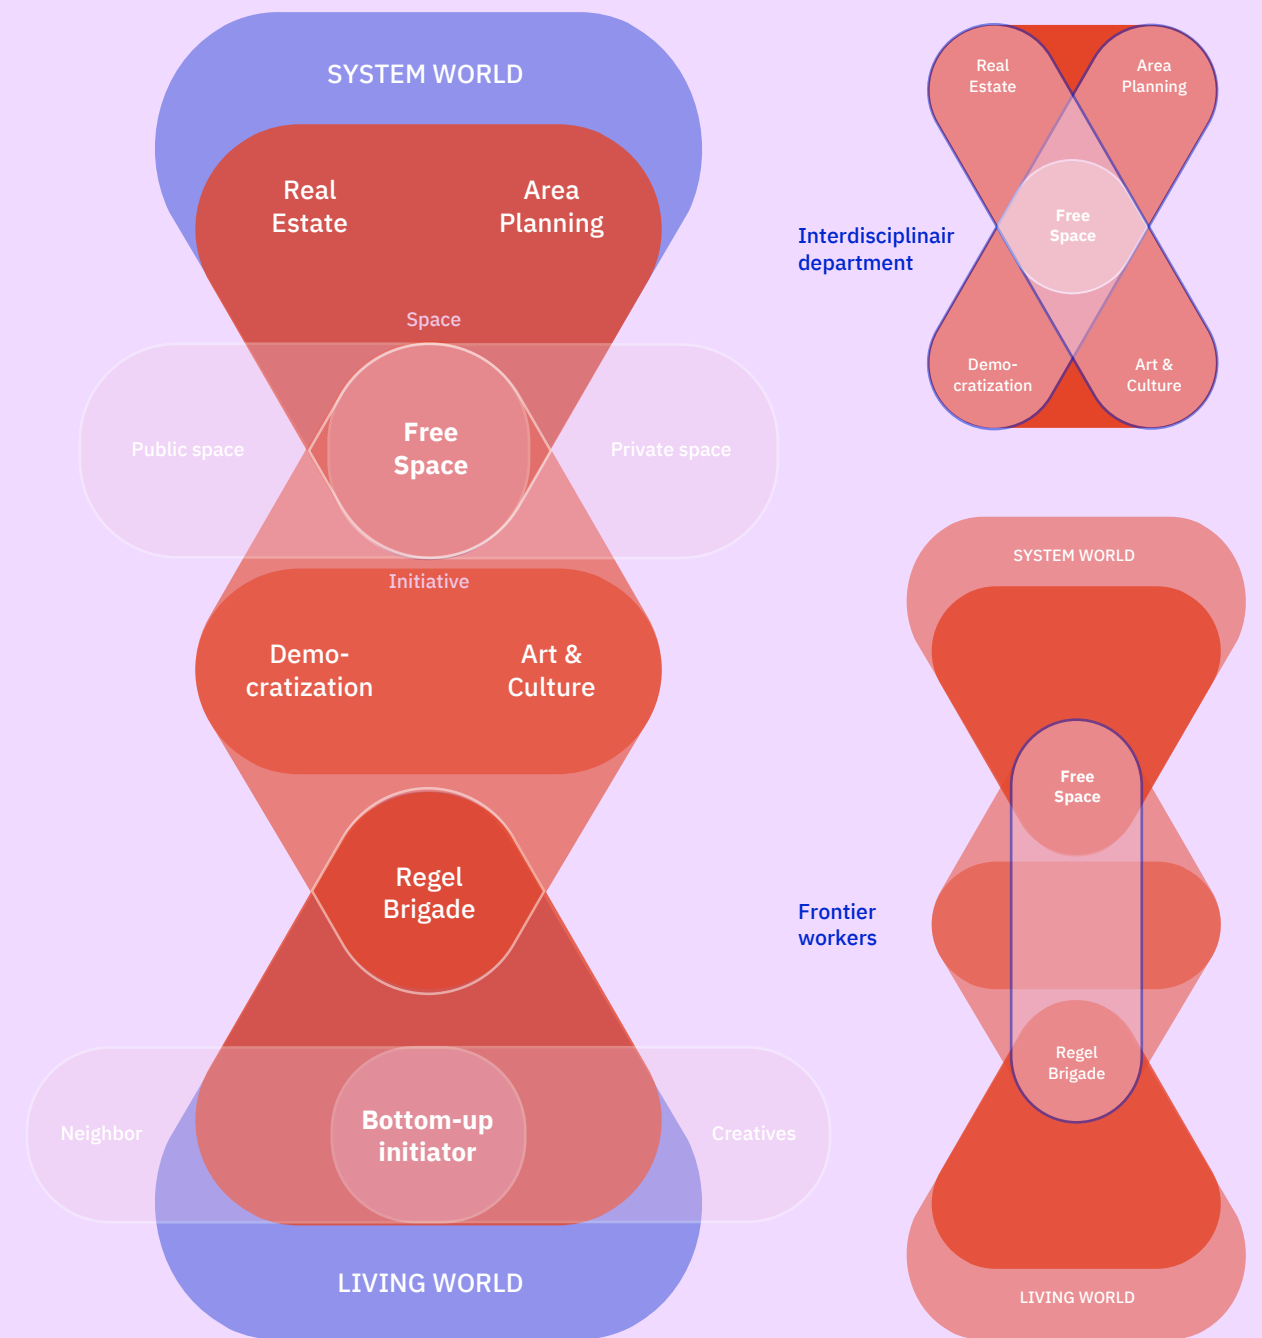 SYSTEM WORLD
Real
Estate
Area
Planning
Space
Public space
Free
Space
Private space
Initiative
Demo-
cratization
Art &
Culture
Regel
Brigade
Neighbor
Bottom-up
initiator
Creatives
LIVING WORLD
Real
Estate
Area
Planning
Interdisciplinair
department
Free
Space
Demo-
cratization
Art &
Culture
SYSTEM WORLD
Free
Space
Frontier
workers
Regel
Brigade
LIVING WORLD